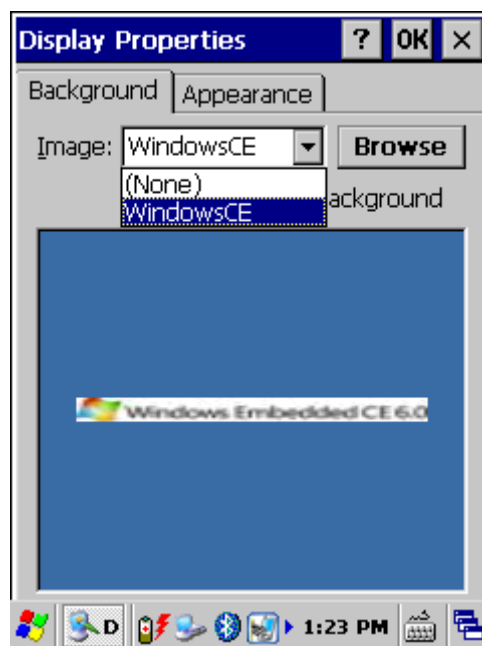 Display Properties ? OK ×
Background Appearance
Image: WindowsCE Browse
(None)
WindowsCE
ackground
Windows Embedded CE 6.0
D 1:23 PM